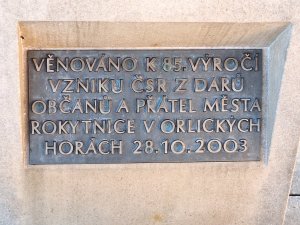 VĚNOVÁNO K 85. VÝROČÍ
VZNIKU ČSR Z DARŮ
OBČANŮ A PŘÁTEL MĚSTA
ROKYTNICE V ORLICKÝCH
HORÁCH 28.10.2003